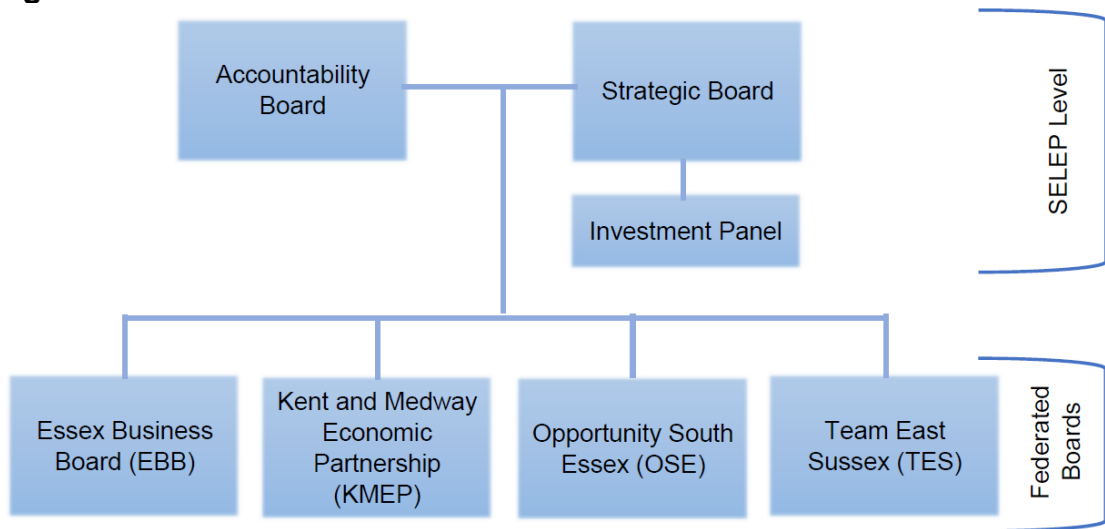 Accountability
Board
Strategic Board
Investment Panel
SELEP Level
Essex Business
Board (EBB)
Kent and Medway
Economic
Partnership
(KMEP)
Opportunity South
Essex (OSE)
Team East
Sussex (TES)
Federated
Boards